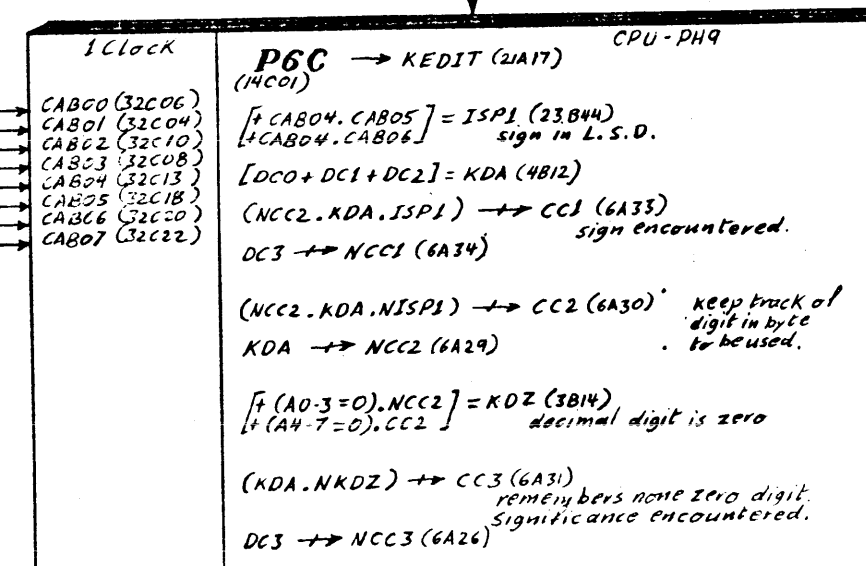 1 Clock
CPU-PH9
P6C → KEDIT (21A17)
(14C01)
CAB00 (32C06)
CAB01 (32C04)
CAB02 (32C10)
CAB03 (32C08)
CAB04 (32C13)
CAB05 (32C18)
CAB06 (32C20)
CAB07 (32C22)
[+ CAB04 . CAB05
+ CAB04 . CAB06] = ISP1 (23B44)
sign in L.S.D.
[DC0 + DC1 + DC2] = KDA (4B12)
(NCC2 . KDA . ISP1) ⇸ CC1 (6A33)
sign encountered.
DC3 ⇸ NCC1 (6A34)
(NCC2 . KDA . NISP1) ⇸ CC2 (6A30) keep track of
digit in byte
KDA ⇸ NCC2 (6A29) . to be used.
[+ (A0-3=0).NCC2
+ (A4-7=0).CC2] = KDZ (3B14)
decimal digit is zero
(KDA . NKDZ) ⇸ CC3 (6A31)
remembers none zero digit.
Significance encountered.
DC3 ⇸ NCC3 (6A26)